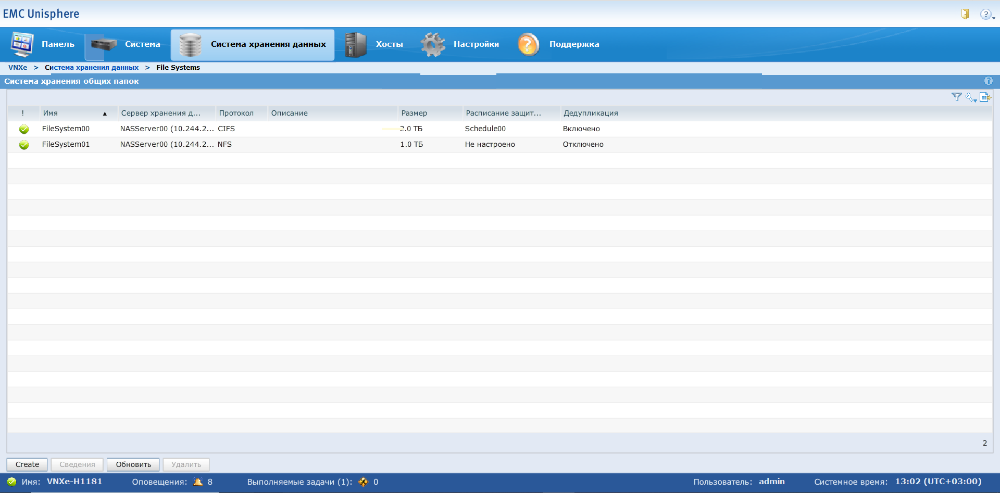 EMC Unisphere
Панель Система Система хранения данных Хосты Настройки Поддержка
VNXe > Система хранения данных > File Systems
Система хранения общих папок
! Имя ▲ Сервер хранения д... Протокол Описание Размер Расписание защит... Дедупликация
FileSystem00 NASServer00 (10.244.2... CIFS 2.0 ТБ Schedule00 Включено
FileSystem01 NASServer00 (10.244.2... NFS 1.0 ТБ Не настроено Отключено
2
Create Сведения Обновить Удалить
Имя: VNXe-H1181 Оповещения: 8 Выполняемые задачи (1): 0 Пользователь: admin Системное время: 13:02 (UTC+03:00)